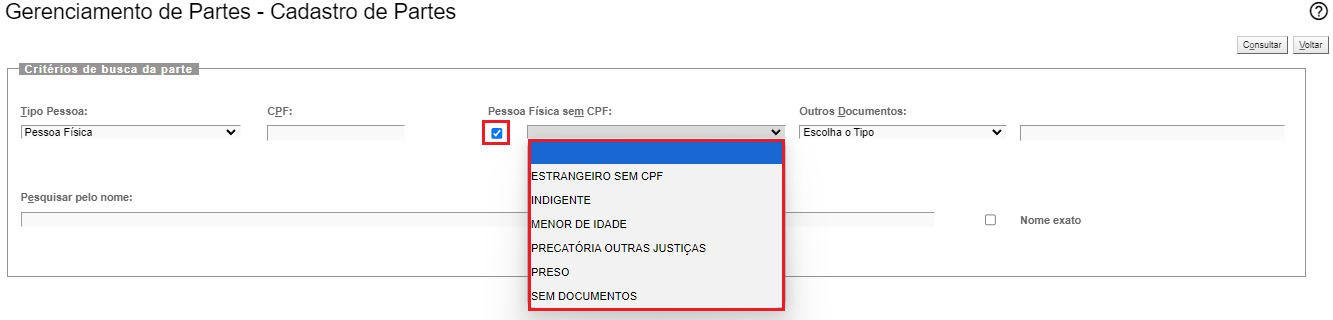 Gerenciamento de Partes - Cadastro de Partes
?
Consultar Voltar
Critérios de busca da parte
Tipo Pessoa: CPF: Pessoa Física sem CPF: Outros Documentos:
Pessoa Física Escolha o Tipo
ESTRANGEIRO SEM CPF
INDIGENTE
Pesquisar pelo nome:
MENOR DE IDADE
Nome exato
PRECATÓRIA OUTRAS JUSTIÇAS
PRESO
SEM DOCUMENTOS